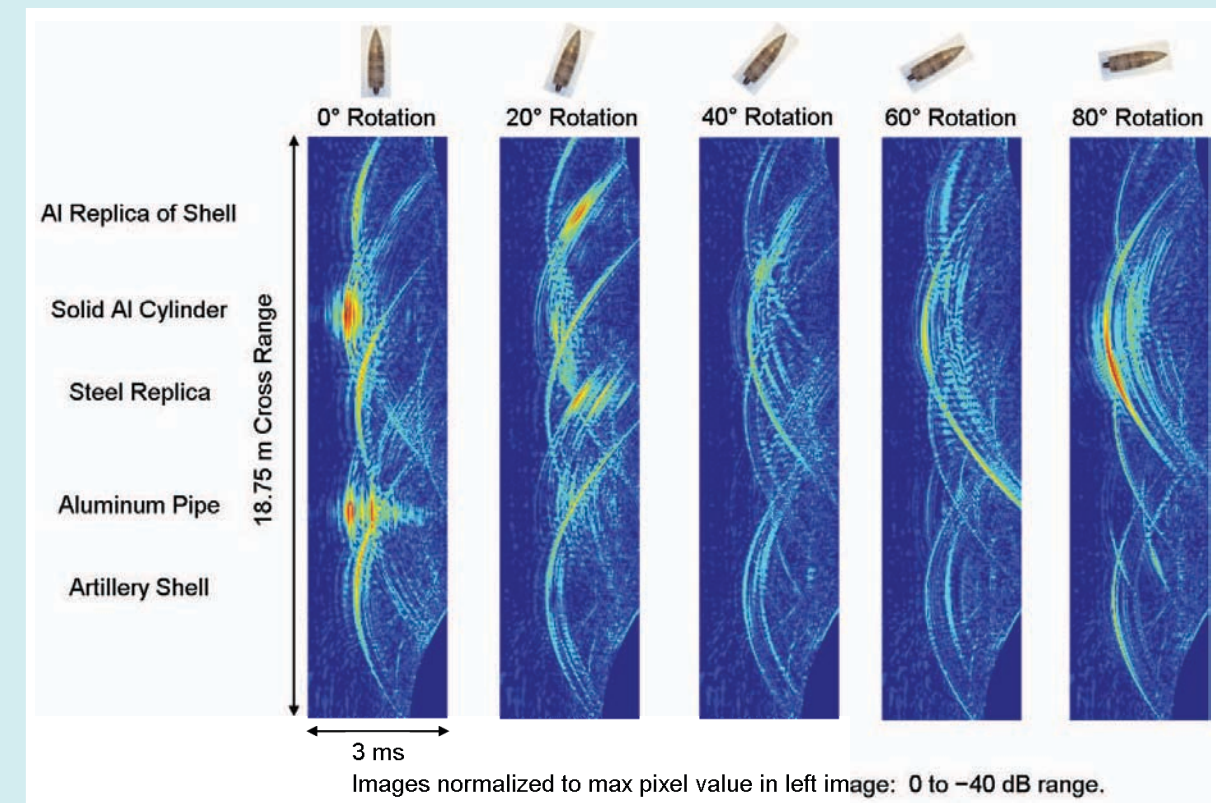 0° Rotation
20° Rotation
40° Rotation
60° Rotation
80° Rotation
Al Replica of Shell
Solid Al Cylinder
Steel Replica
Aluminum Pipe
Artillery Shell
18.75 m Cross Range
3 ms
Images normalized to max pixel value in left image: 0 to −40 dB range.